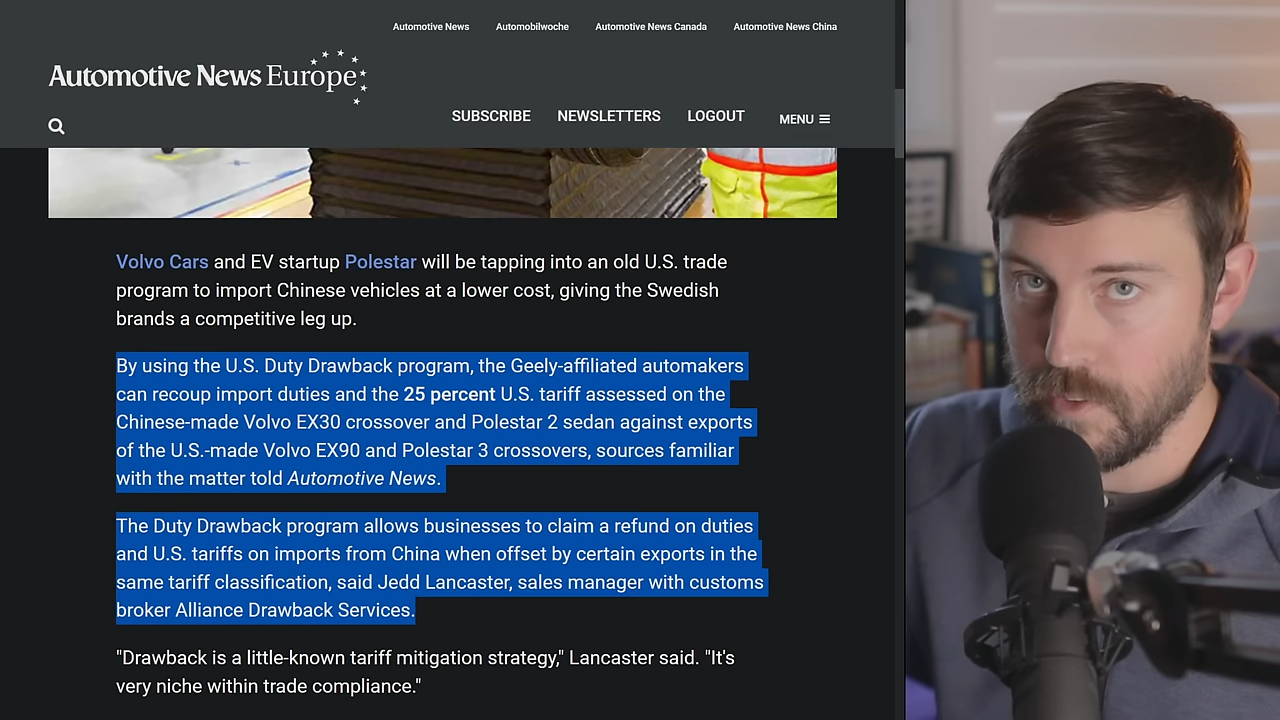 Automotive News Automobilwoche Automotive News Canada Automotive News China
Automotive News Europe
SUBSCRIBE NEWSLETTERS LOGOUT MENU
Volvo Cars and EV startup Polestar will be tapping into an old U.S. trade
program to import Chinese vehicles at a lower cost, giving the Swedish
brands a competitive leg up.
By using the U.S. Duty Drawback program, the Geely-affiliated automakers
can recoup import duties and the 25 percent U.S. tariff assessed on the
Chinese-made Volvo EX30 crossover and Polestar 2 sedan against exports
of the U.S.-made Volvo EX90 and Polestar 3 crossovers, sources familiar
with the matter told Automotive News.
The Duty Drawback program allows businesses to claim a refund on duties
and U.S. tariffs on imports from China when offset by certain exports in the
same tariff classification, said Jedd Lancaster, sales manager with customs
broker Alliance Drawback Services.
"Drawback is a little-known tariff mitigation strategy," Lancaster said. "It's
very niche within trade compliance."